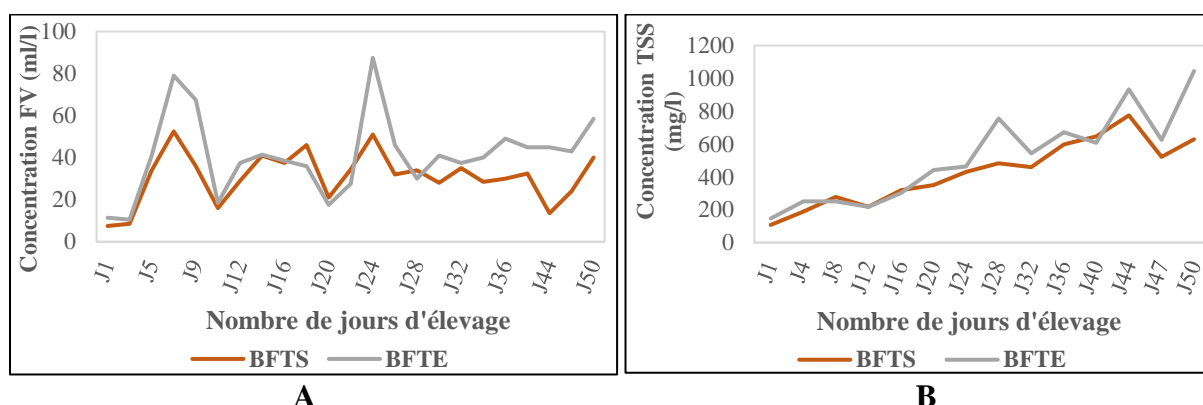 Concentration FV (ml/l)
100
80
60
40
20
0
J1
J5
J9
J12
J16
J20
J24
J28
J32
J36
J44
J50
Nombre de jours d'élevage
BFTS
BFTE
A
Concentration TSS
(mg/l)
1200
1000
800
600
400
200
0
J1
J4
J8
J12
J16
J20
J24
J28
J32
J36
J40
J44
J47
J50
Nombre de jours d'élevage
BFTS
BFTE
B